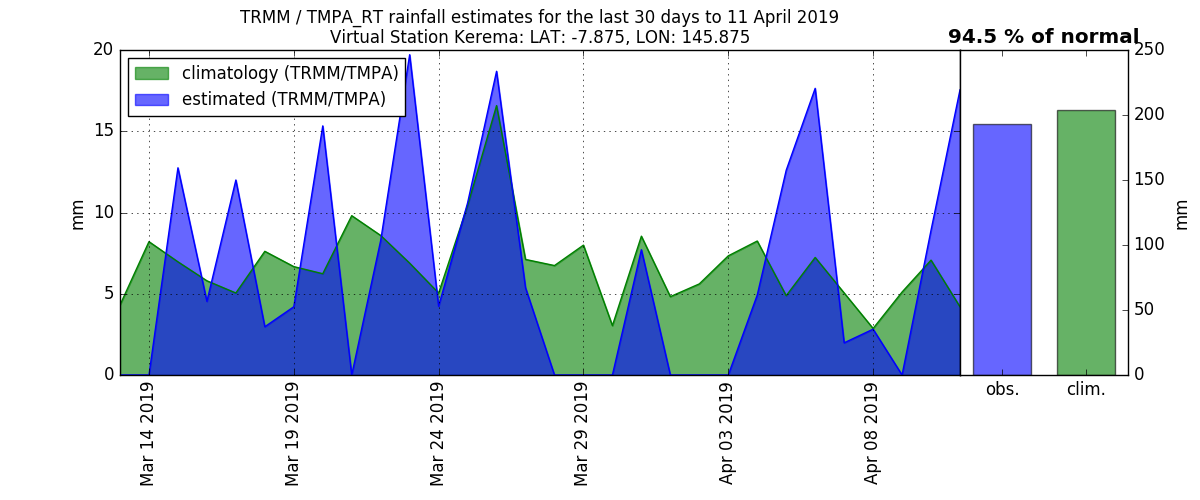 TRMM / TMPA_RT rainfall estimates for the last 30 days to 11 April 2019
Virtual Station Kerema: LAT: -7.875, LON: 145.875
94.5 % of normal
climatology (TRMM/TMPA)
estimated (TRMM/TMPA)
20
15
10
5
0
mm
250
200
150
100
50
0
mm
Mar 14 2019
Mar 19 2019
Mar 24 2019
Mar 29 2019
Apr 03 2019
Apr 08 2019
obs.
clim.